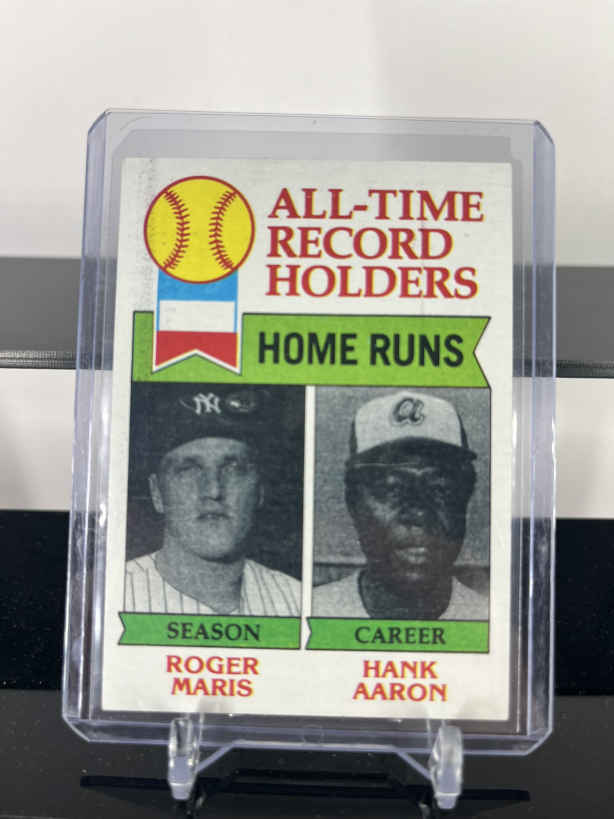 ALL-TIME
RECORD
HOLDERS
HOME RUNS
NY
a
SEASON
CAREER
ROGER
MARIS
HANK
AARON